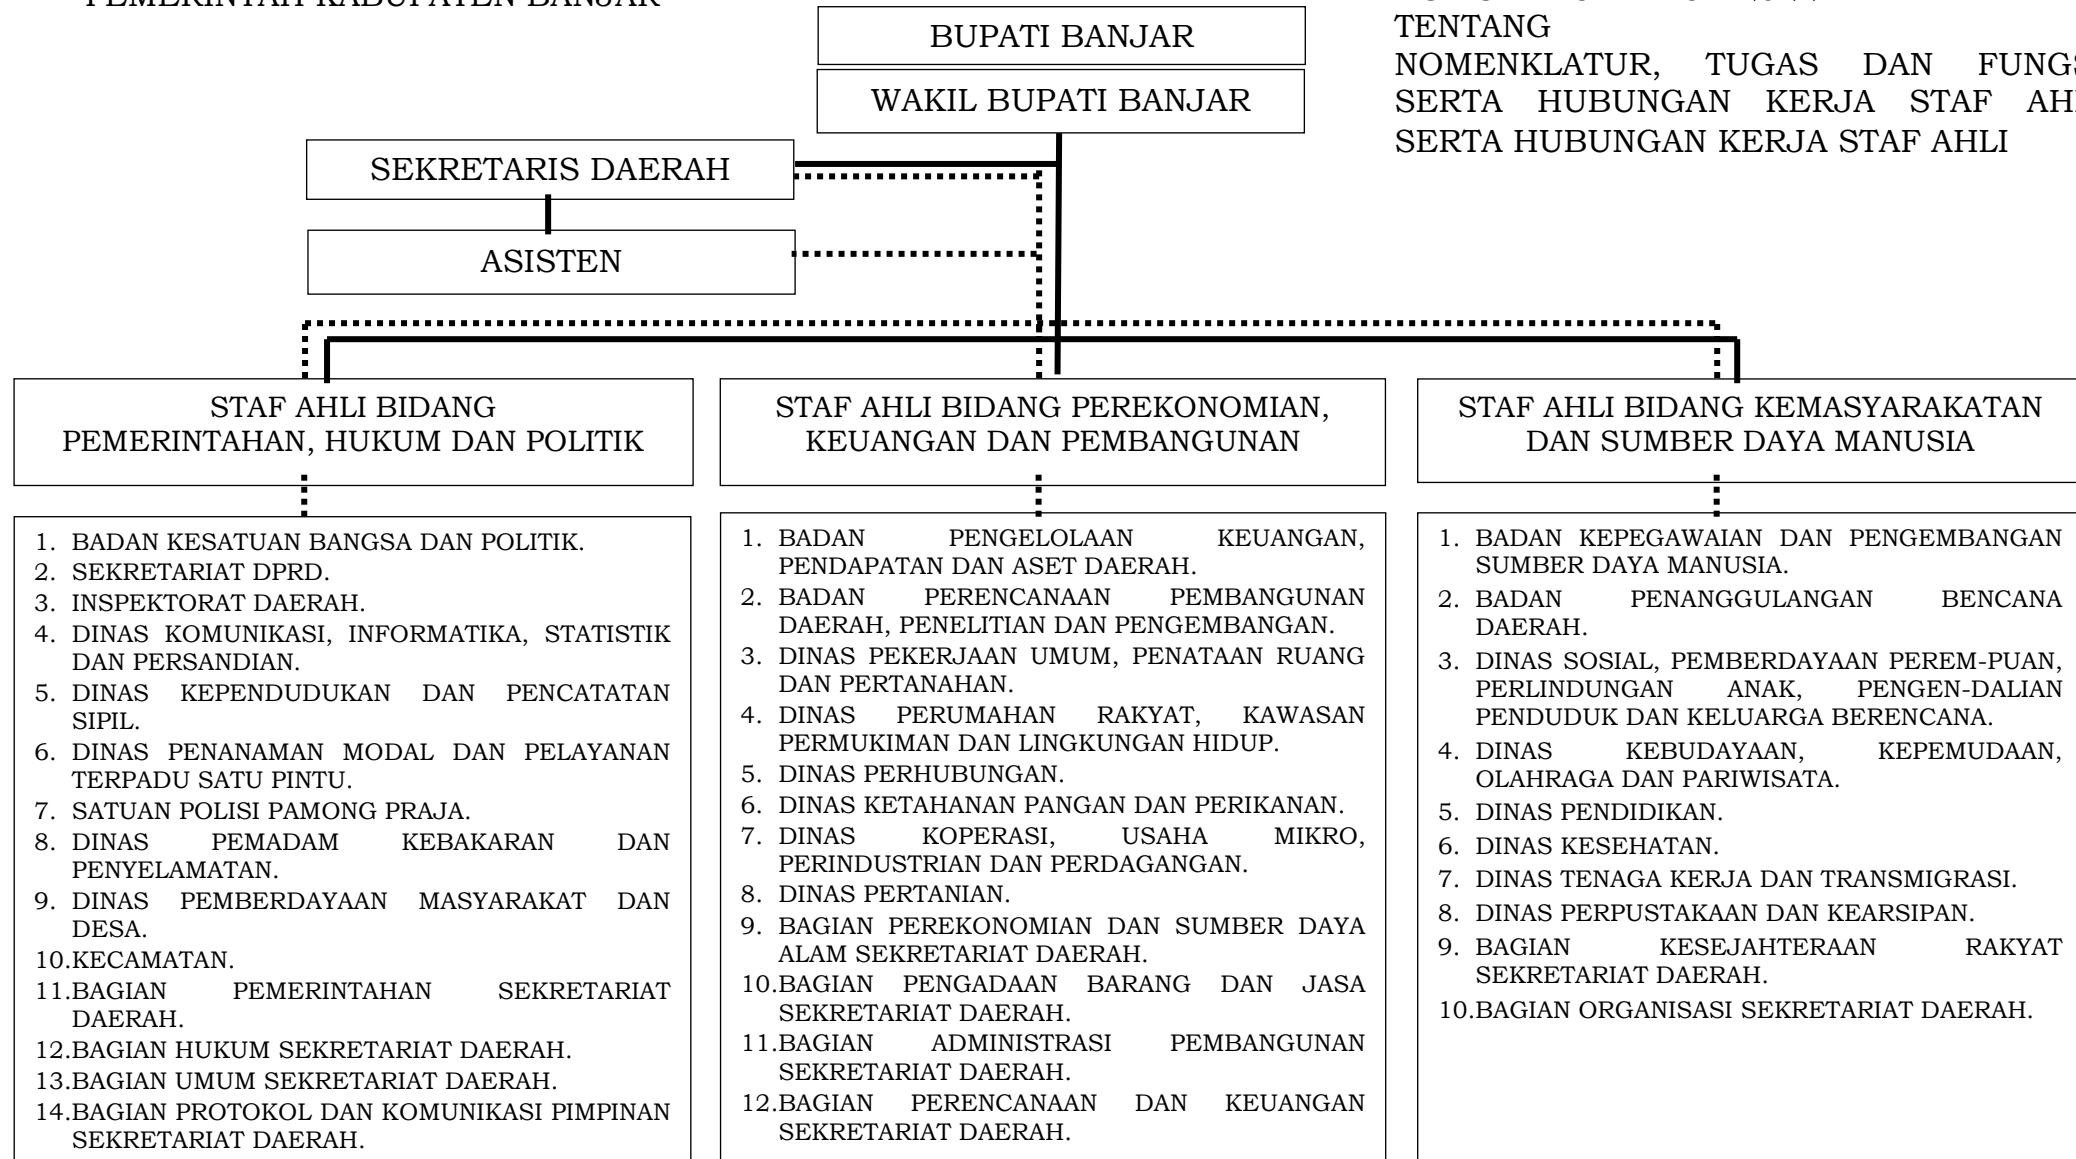 PEMERINTAH KABUPATEN BANJAR
BUPATI BANJAR
WAKIL BUPATI BANJAR
TENTANG
NOMENKLATUR, TUGAS DAN
SERTA HUBUNGAN KERJA STAF
SERTA HUBUNGAN KERJA STAF AHLI
SEKRETARIS DAERAH
ASISTEN
STAF AHLI BIDANG
PEMERINTAHAN, HUKUM DAN POLITIK
1. BADAN KESATUAN BANGSA DAN POLITIK.
2. SEKRETARIAT DPRD.
3. INSPEKTORAT DAERAH.
4. DINAS KOMUNIKASI, INFORMATIKA, STATISTIK
DAN PERSANDIAN.
5. DINAS KEPENDUDUKAN DAN PENCATATAN
SIPIL.
6. DINAS PENANAMAN MODAL DAN PELAYANAN
TERPADU SATU PINTU.
7. SATUAN POLISI PAMONG PRAJA.
8. DINAS PEMADAM KEBAKARAN DAN
PENYELAMATAN.
9. DINAS PEMBERDAYAAN MASYARAKAT DAN
DESA.
10.KECAMATAN.
11.BAGIAN PEMERINTAHAN SEKRETARIAT
DAERAH.
12.BAGIAN HUKUM SEKRETARIAT DAERAH.
13.BAGIAN UMUM SEKRETARIAT DAERAH.
14.BAGIAN PROTOKOL DAN KOMUNIKASI PIMPINAN
SEKRETARIAT DAERAH.
STAF AHLI BIDANG PEREKONOMIAN,
KEUANGAN DAN PEMBANGUNAN
1. BADAN PENGELOLAAN KEUANGAN,
PENDAPATAN DAN ASET DAERAH.
2. BADAN PERENCANAAN PEMBANGUNAN
DAERAH, PENELITIAN DAN PENGEMBANGAN.
3. DINAS PEKERJAAN UMUM, PENATAAN RUANG
DAN PERTANAHAN.
4. DINAS PERUMAHAN RAKYAT, KAWASAN
PERMUKIMAN DAN LINGKUNGAN HIDUP.
5. DINAS PERHUBUNGAN.
6. DINAS KETAHANAN PANGAN DAN PERIKANAN.
7. DINAS KOPERASI, USAHA MIKRO,
PERINDUSTRIAN DAN PERDAGANGAN.
8. DINAS PERTANIAN.
9. BAGIAN PEREKONOMIAN DAN SUMBER DAYA
ALAM SEKRETARIAT DAERAH.
10.BAGIAN PENGADAAN BARANG DAN JASA
SEKRETARIAT DAERAH.
11.BAGIAN ADMINISTRASI PEMBANGUNAN
SEKRETARIAT DAERAH.
12.BAGIAN PERENCANAAN DAN KEUANGAN
SEKRETARIAT DAERAH.
STAF AHLI BIDANG KEMASYARAKATAN
DAN SUMBER DAYA MANUSIA
1. BADAN KEPEGAWAIAN DAN PENGEMBANGAN
SUMBER DAYA MANUSIA.
2. BADAN PENANGGULANGAN BENCANA
DAERAH.
3. DINAS SOSIAL, PEMBERDAYAAN PEREM-PUAN,
PERLINDUNGAN ANAK, PENGEN-DALIAN
PENDUDUK DAN KELUARGA BERENCANA.
4. DINAS KEBUDAYAAN, KEPEMUDAAN,
OLAHRAGA DAN PARIWISATA.
5. DINAS PENDIDIKAN.
6. DINAS KESEHATAN.
7. DINAS TENAGA KERJA DAN TRANSMIGRASI.
8. DINAS PERPUSTAKAAN DAN KEARSIPAN.
9. BAGIAN KESEJAHTERAAN RAKYAT
SEKRETARIAT DAERAH.
10.BAGIAN ORGANISASI SEKRETARIAT DAERAH.